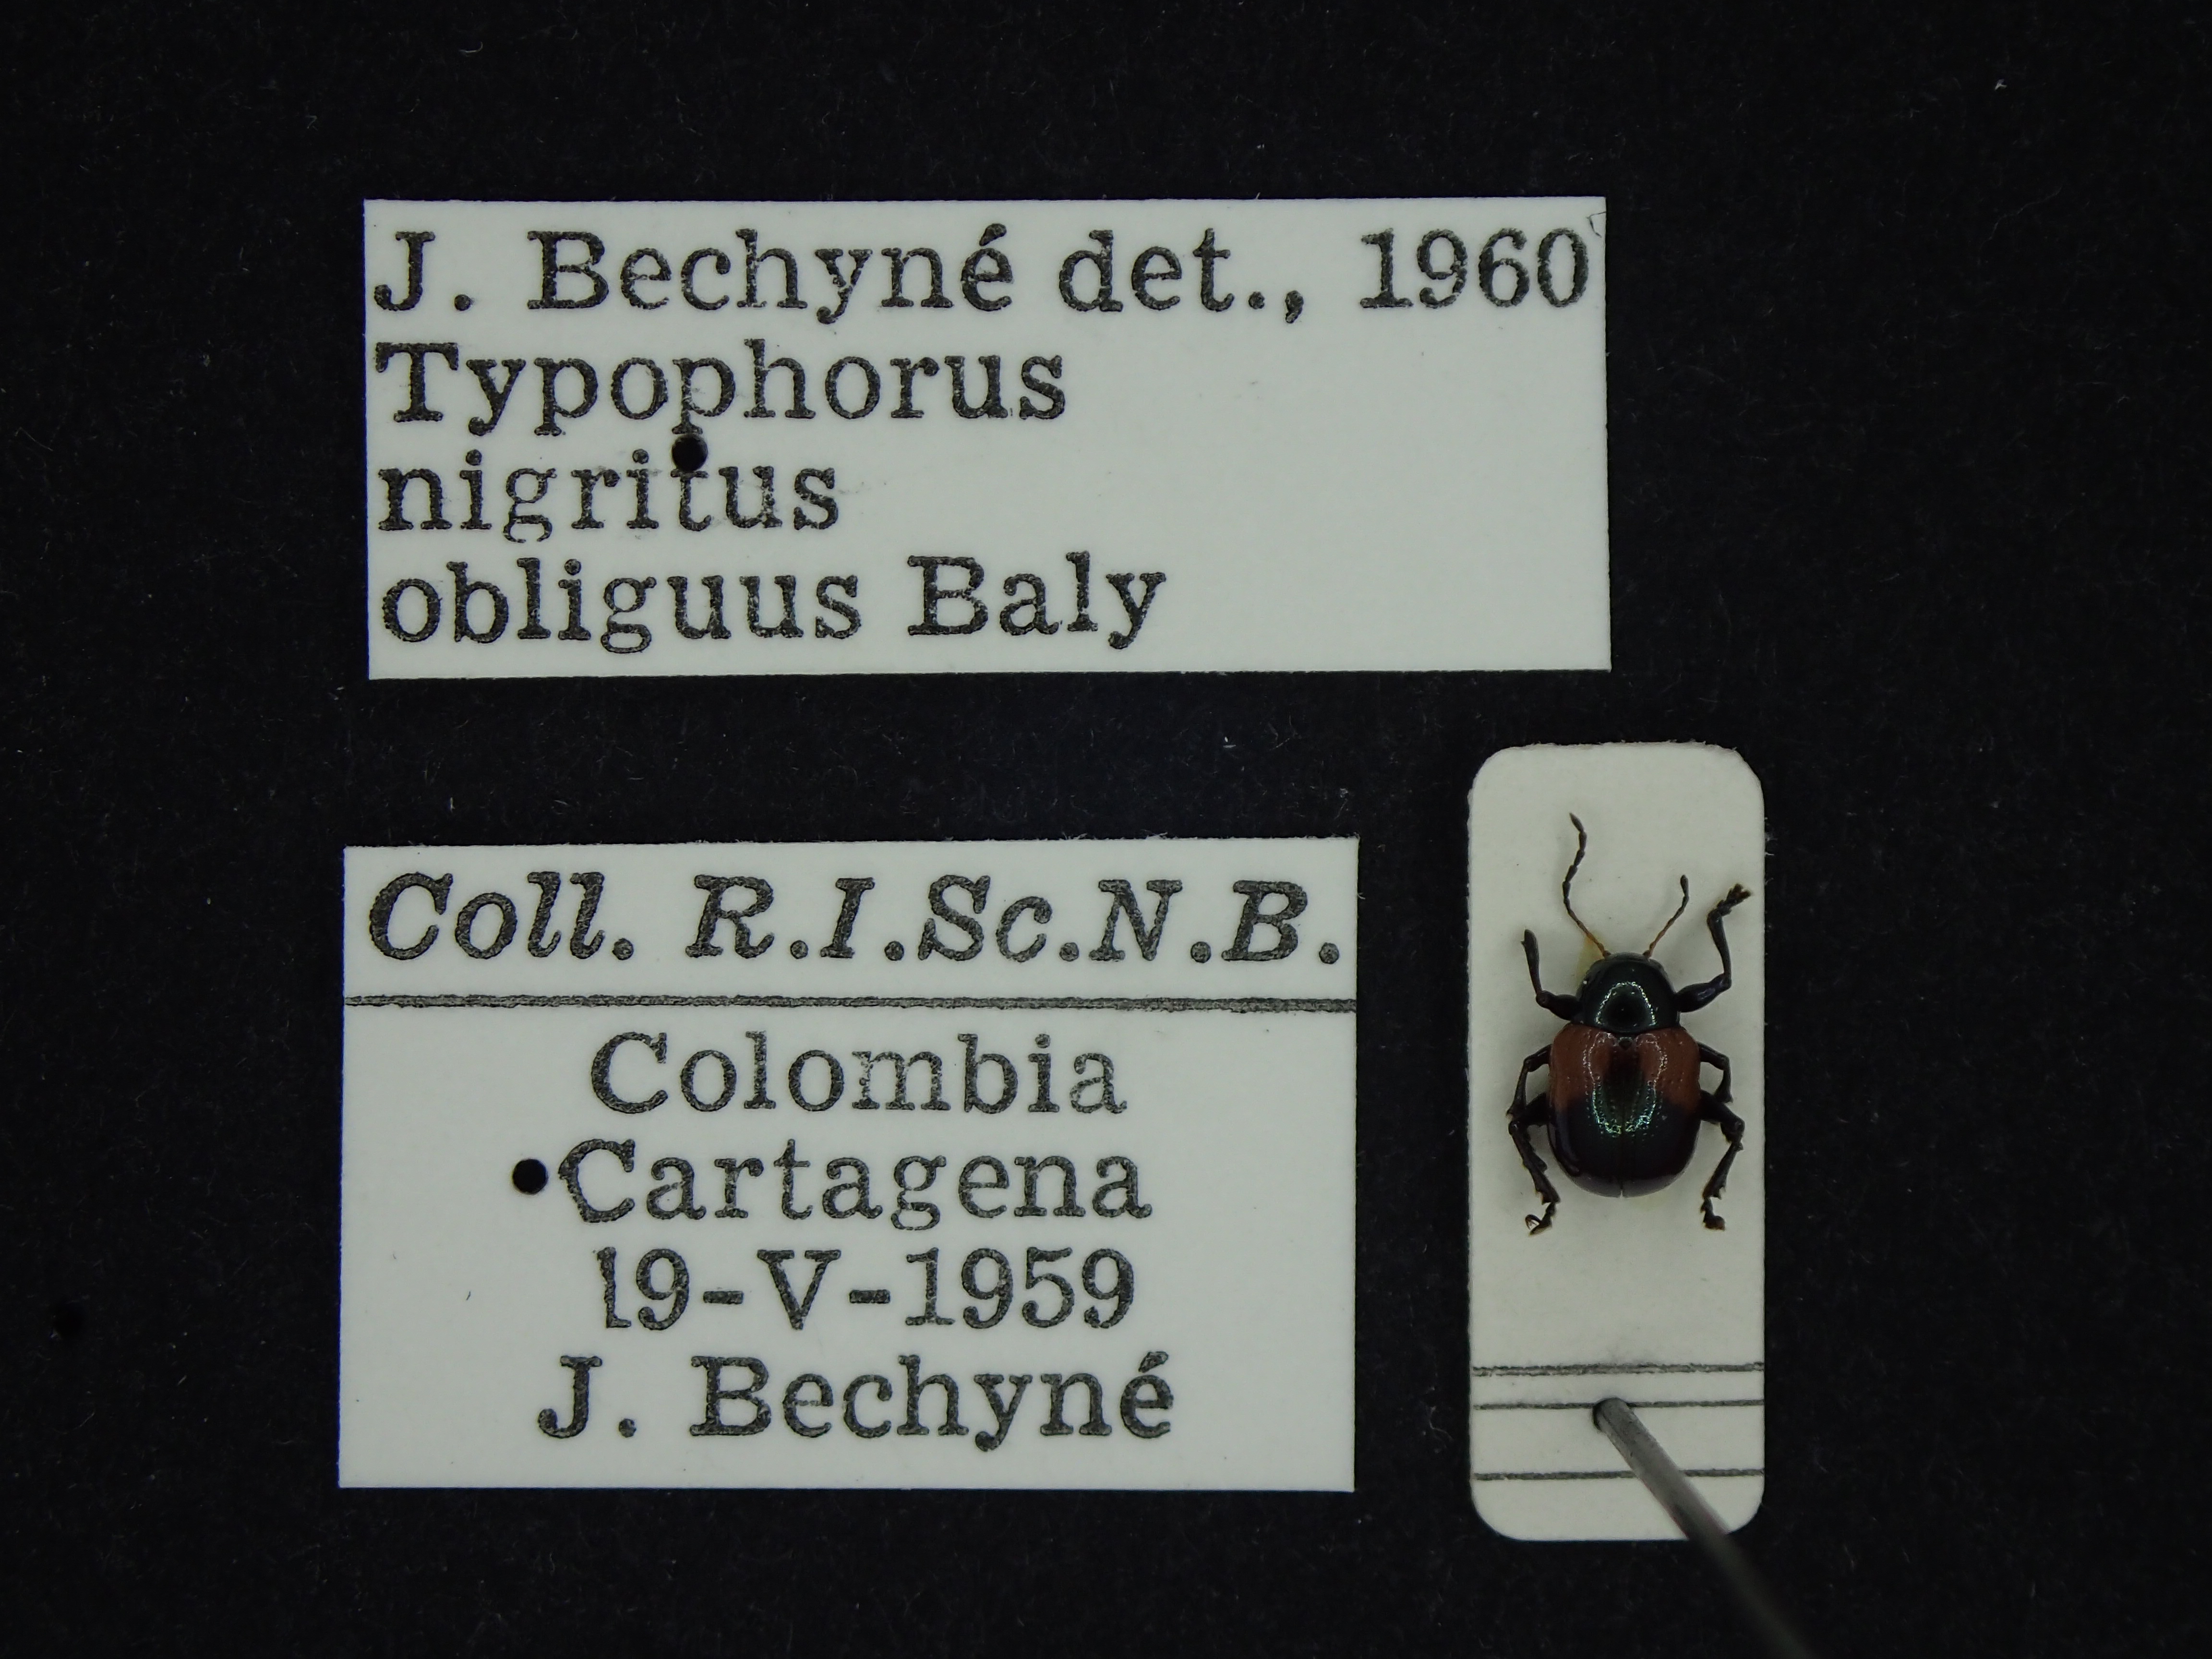 J. Bechyné det., 1960
Typophorus
nigritus
obliguus Baly
Coll. R.I.Sc.N.B.
Colombia
Cartagena
19-V-1959
J. Bechyné